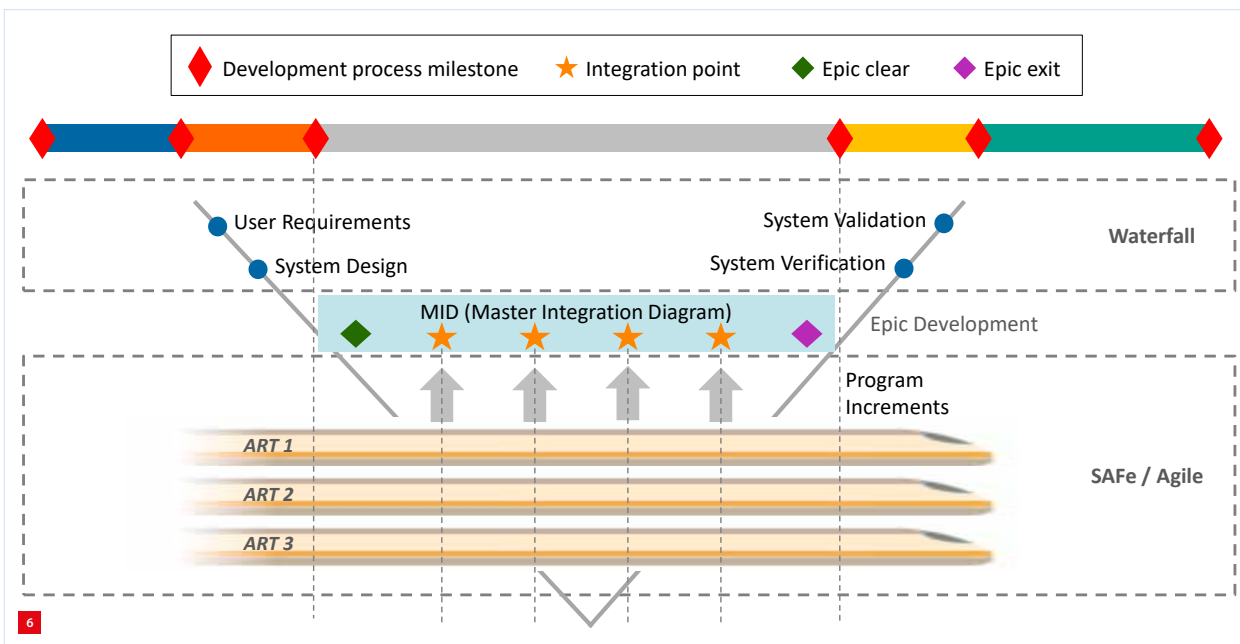 Development process milestone
Integration point
Epic clear
Epic exit
User Requirements
System Validation
Waterfall
System Design
System Verification
MID (Master Integration Diagram)
Epic Development
Program
Increments
ART 1
SAFe / Agile
ART 2
ART 3
6